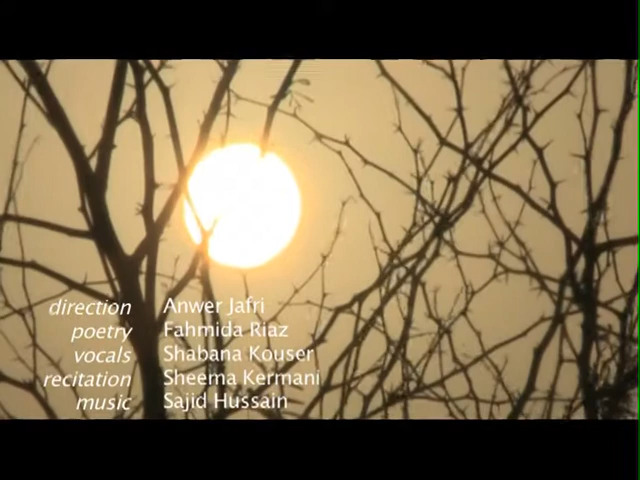 direction Anwer Jafri
poetry Fahmida Riaz
vocals Shabana Kouser
recitation Sheema Kermani
music Sajid Hussain